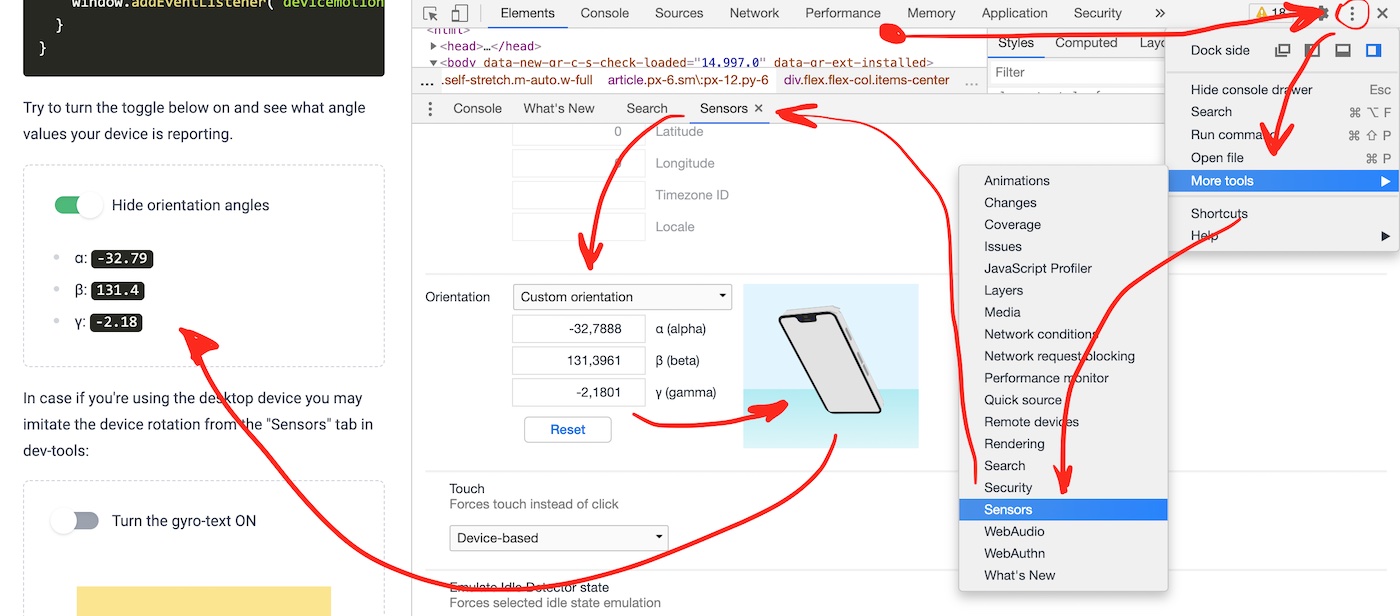 window.addEventListener('devicemotion
}
}
Try to turn the toggle below on and see what angle
values your device is reporting.
Hide orientation angles
α: -32.79
β: 131.4
γ: -2.18
In case if you're using the desktop device you may
imitate the device rotation from the "Sensors" tab in
dev-tools:
Turn the gyro-text ON
Elements Console Sources Network Performance Memory Application Security » 18
<html>
<head>…</head>
<body data-new-gr-c-s-check-loaded="14.997.0" data-gr-ext-installed>
… .self-stretch.m-auto.w-full article.px-6.sm\:px-12.py-6 div.flex.flex-col.items-center …
Styles Computed Layo
Filter
Console What's New Search Sensors ×
0 Latitude
0 Longitude
Timezone ID
Locale
Orientation Custom orientation
-32,7888 α (alpha)
131,3961 β (beta)
-2,1801 γ (gamma)
Reset
Touch
Forces touch instead of click
Device-based
Emulate Idle Detector state
Forces selected idle state emulation
Dock side
Hide console drawer Esc
Search ⌘ ⌥ F
Run command ⌘ ⇧ P
Open file ⌘ P
More tools
Shortcuts
Help
Animations
Changes
Coverage
Issues
JavaScript Profiler
Layers
Media
Network conditions
Network request blocking
Performance monitor
Quick source
Remote devices
Rendering
Search
Security
Sensors
WebAudio
WebAuthn
What's New